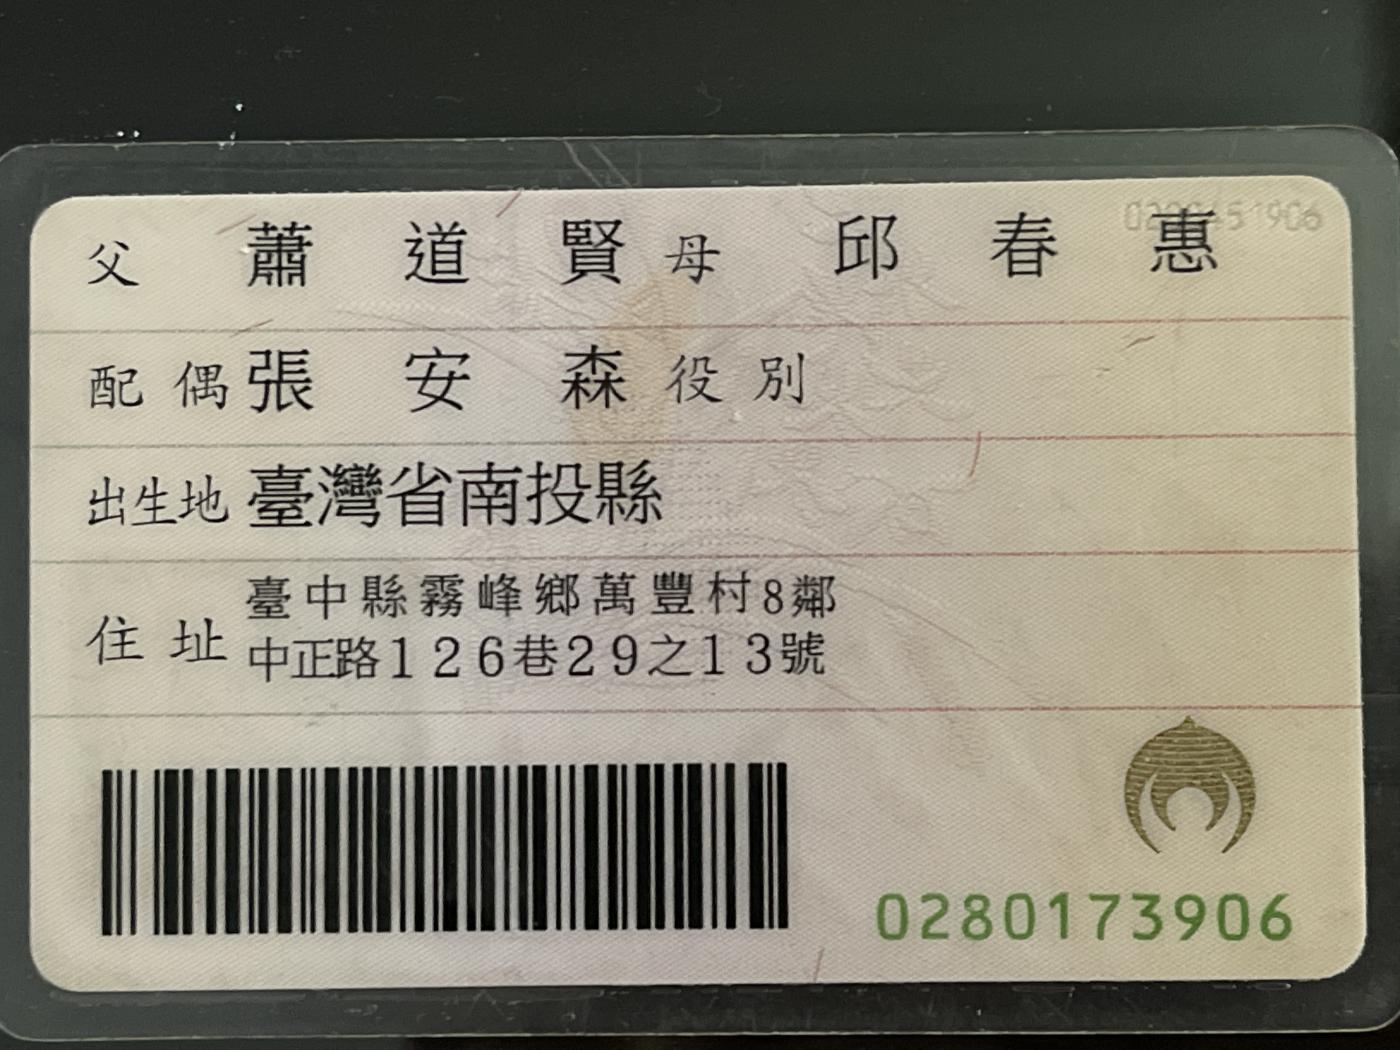 父 蕭道賢 母 邱春惠
配偶 張安森 役別
出生地 臺灣省南投縣
住址 臺中縣霧峰鄉萬豐村8鄰
中正路126巷29之13號
0280173906